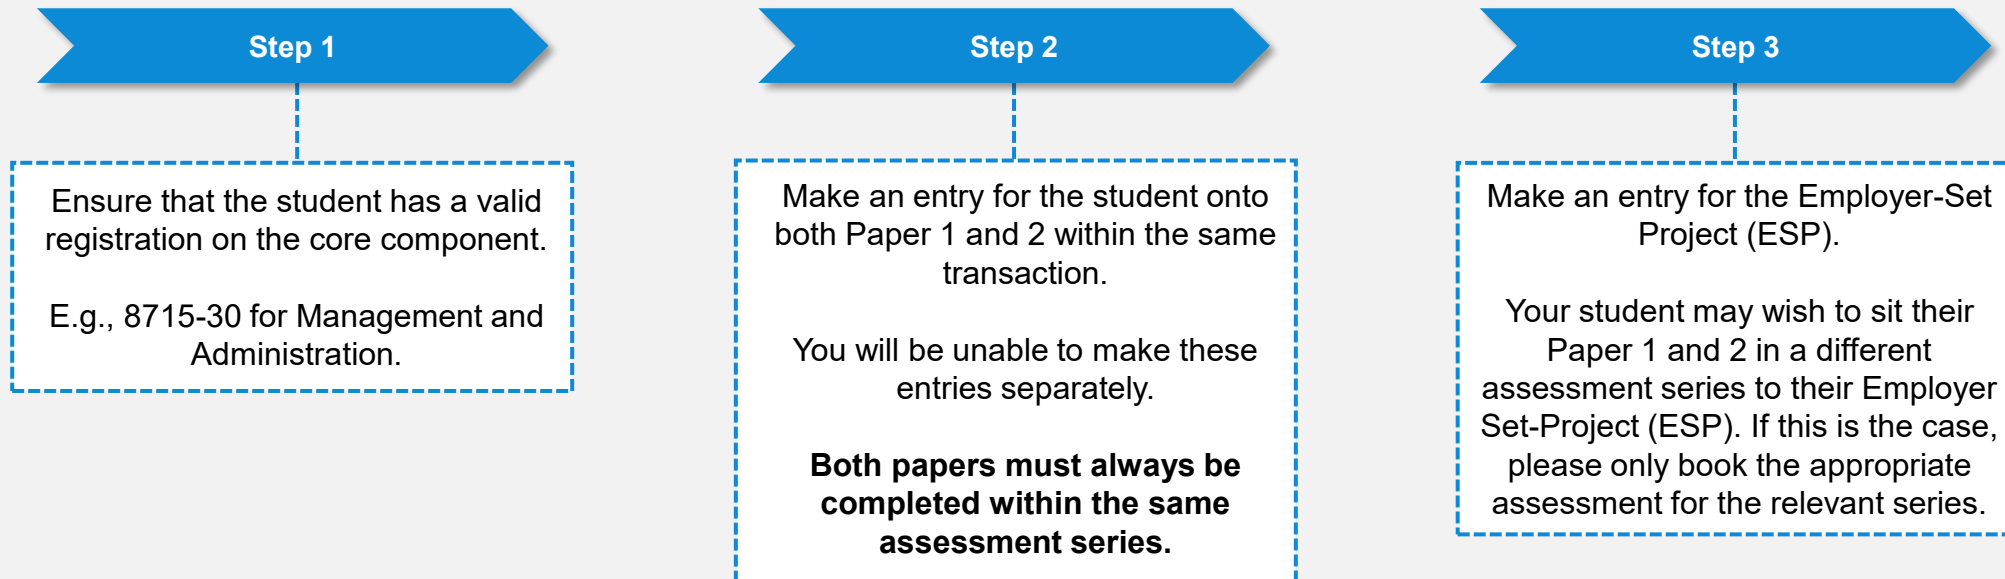 Step 1
Ensure that the student has a valid
registration on the core component.
E.g., 8715-30 for Management and
Administration.
Step 2
Make an entry for the student onto
both Paper 1 and 2 within the same
transaction.
You will be unable to make these
entries separately.
Both papers must always be
completed within the same
assessment series.
Step 3
Make an entry for the Employer-Set
Project (ESP).
Your student may wish to sit their
Paper 1 and 2 in a different
assessment series to their Employer
Set-Project (ESP). If this is the case,
please only book the appropriate
assessment for the relevant series.